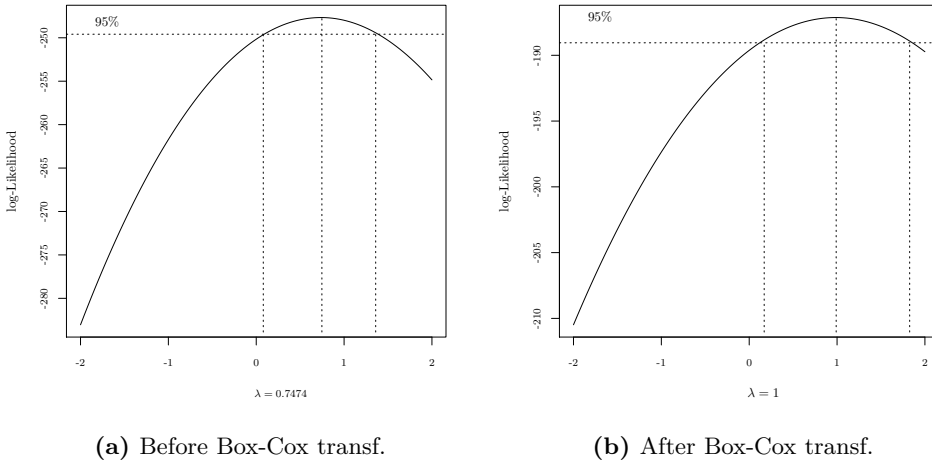 95%
95%
log-Likelihood
-250
-255
-260
-265
-270
-275
-280
-2 -1 0 1 2
λ = 0.7474
log-Likelihood
-190
-195
-200
-205
-210
-2 -1 0 1 2
λ = 1
(a) Before Box-Cox transf.
(b) After Box-Cox transf.